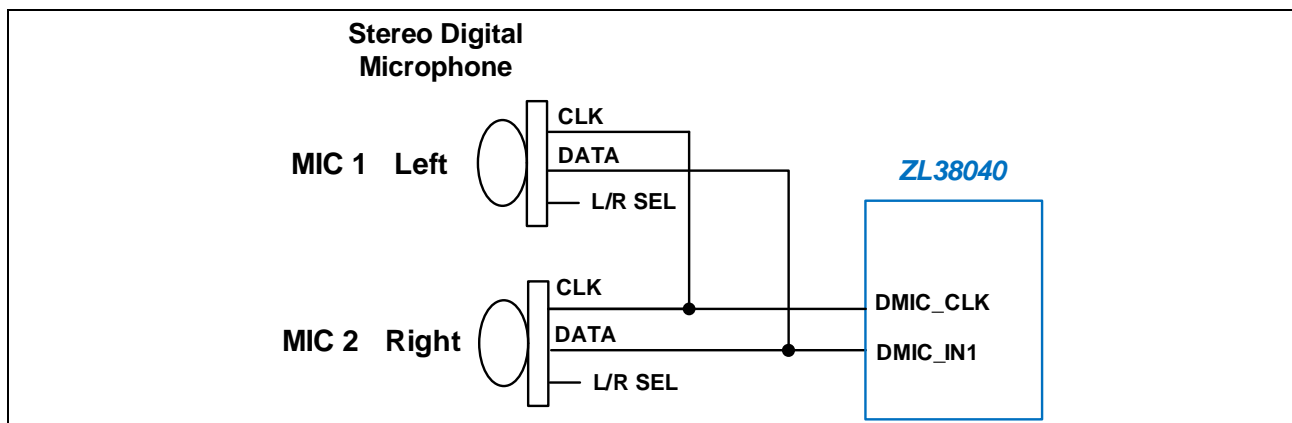 Stereo Digital
Microphone
CLK
MIC 1 Left
DATA
ZL38040
L/R SEL
CLK
DMIC_CLK
MIC 2 Right
DATA
DMIC_IN1
L/R SEL